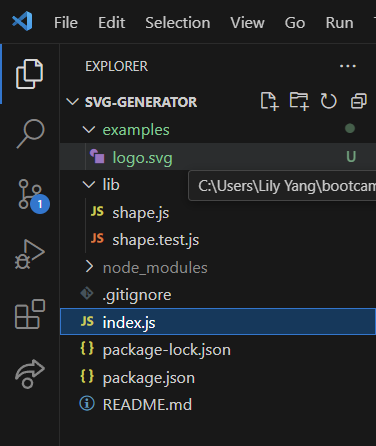 File Edit Selection View Go Run
EXPLORER
SVG-GENERATOR
examples
logo.svg U
C:\Users\Lily Yang\bootcam
lib
JS shape.js
JS shape.test.js
node_modules
.gitignore
JS index.js
{} package-lock.json
{} package.json
README.md
1